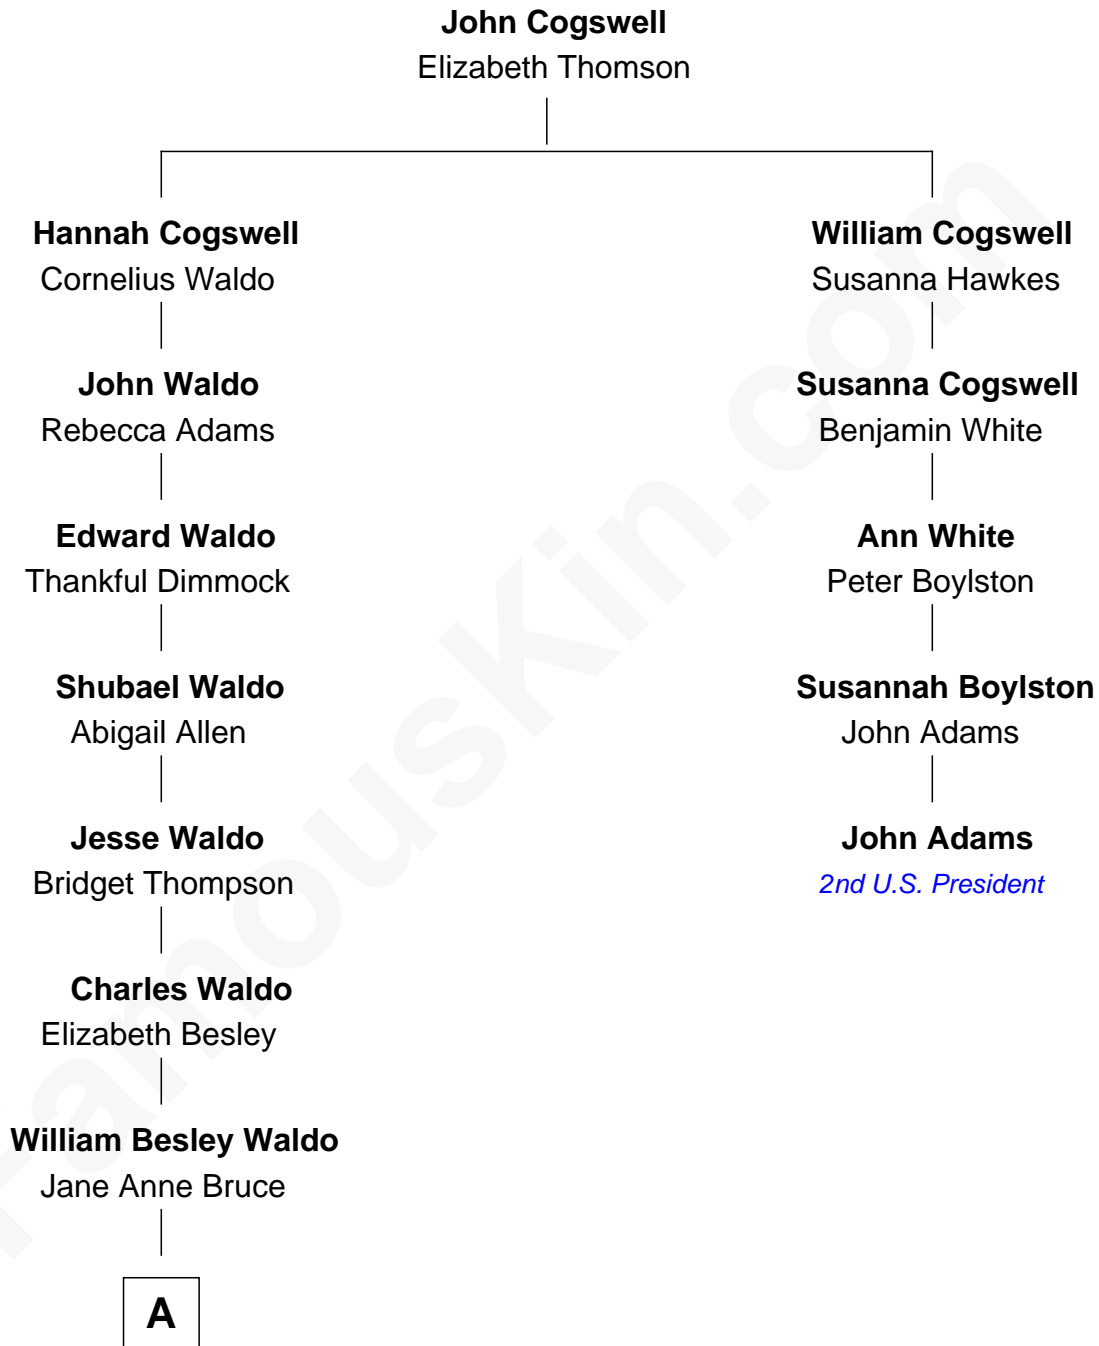 John Cogswell
Elizabeth Thomson
Hannah Cogswell
Cornelius Waldo
William Cogswell
Susanna Hawkes
John Waldo
Rebecca Adams
Susanna Cogswell
Benjamin White
Edward Waldo
Thankful Dimmock
Ann White
Peter Boylston
Shubael Waldo
Abigail Allen
Susannah Boylston
John Adams
Jesse Waldo
Bridget Thompson
John Adams
2nd U.S. President
Charles Waldo
Elizabeth Besley
William Besley Waldo
Jane Anne Bruce
A
FamousKin.com